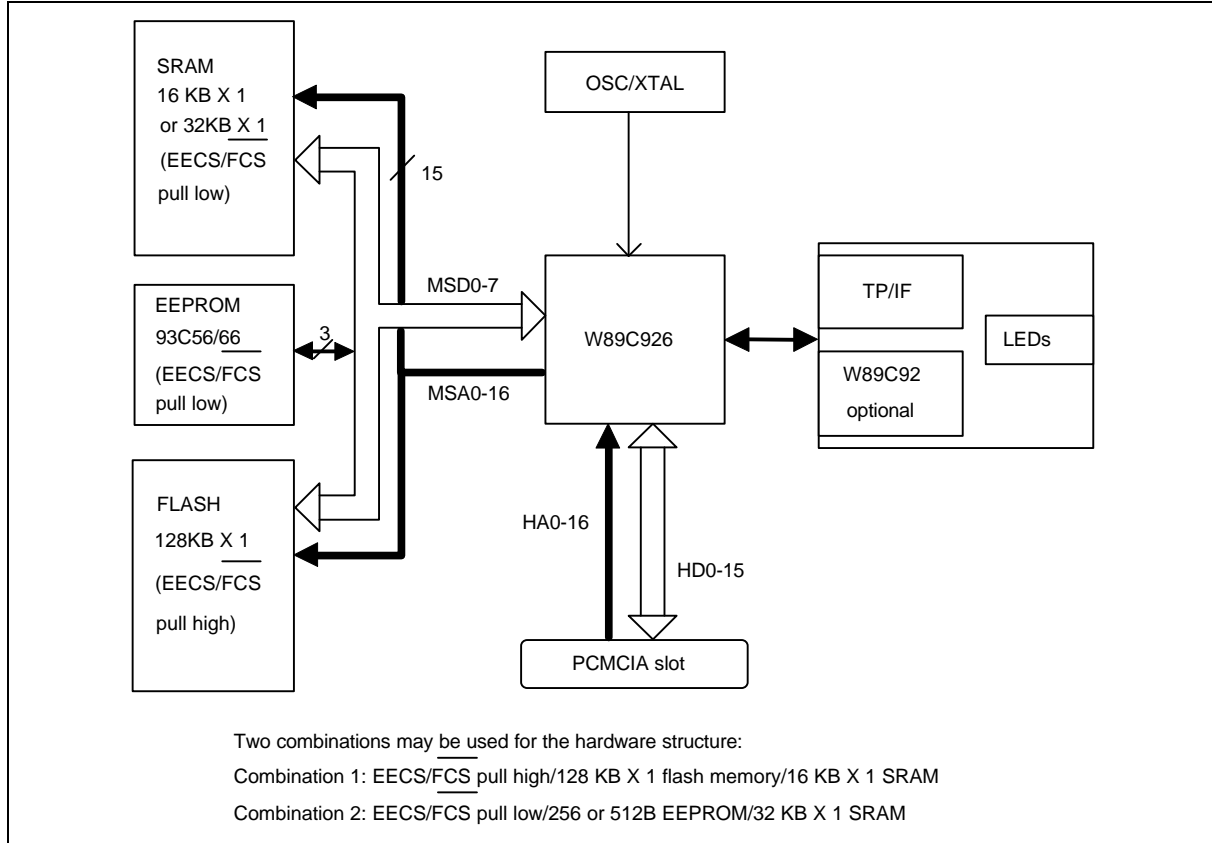 SRAM
16 KB X 1
or 32KB X 1
(EECS/FCS
pull low)
OSC/XTAL
15
EEPROM
93C56/66
(EECS/FCS
pull low)
3
MSD0-7
MSA0-16
W89C926
TP/IF
W89C92
optional
LEDs
FLASH
128KB X 1
(EECS/FCS
pull high)
HA0-16
HD0-15
PCMCIA slot
Two combinations may be used for the hardware structure:
Combination 1: EECS/FCS pull high/128 KB X 1 flash memory/16 KB X 1 SRAM
Combination 2: EECS/FCS pull low/256 or 512B EEPROM/32 KB X 1 SRAM